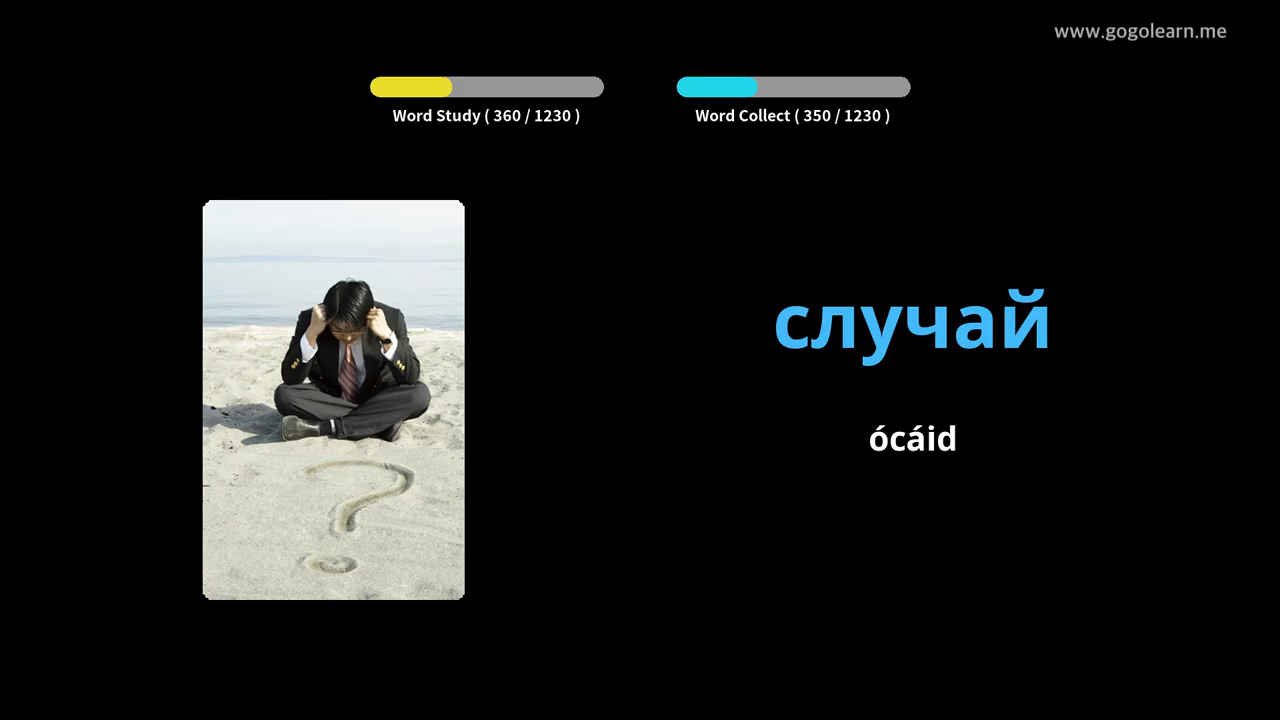 www.gogolearn.me
Word Study ( 360 / 1230 )
Word Collect ( 350 / 1230 )
случай
ócáid
?